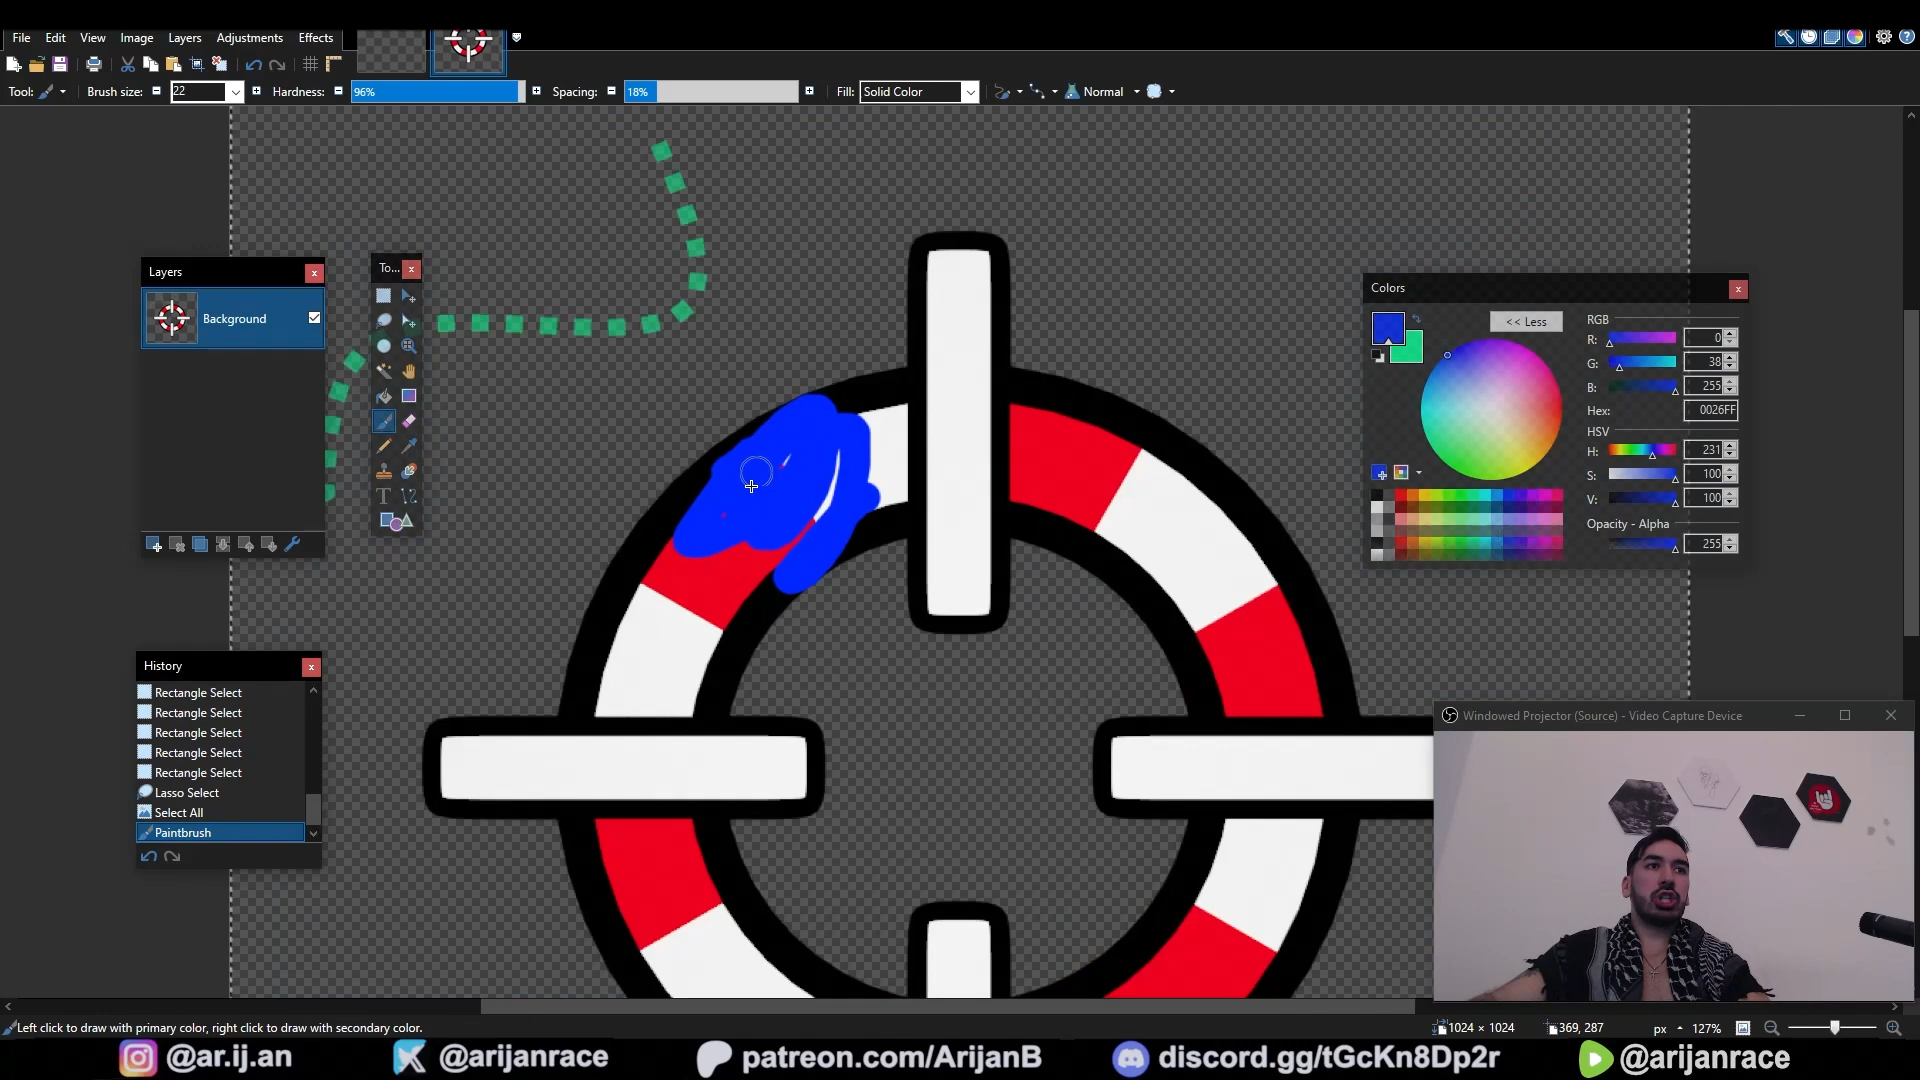 File Edit View Image Layers Adjustments Effects
Tool: Brush size: 22 Hardness: 96% Spacing: 18% Fill: Solid Color Normal
Layers
Background
To...
Colors
<< Less
RGB
R: 0
G: 38
B: 255
Hex: 0026FF
HSV
H: 231
S: 100
V: 100
Opacity - Alpha
255
History
Rectangle Select
Rectangle Select
Rectangle Select
Rectangle Select
Rectangle Select
Lasso Select
Select All
Paintbrush
Windowed Projector (Source) - Video Capture Device
Left click to draw with primary color, right click to draw with secondary color.
1024 × 1024 369, 287 px 127%
@ar.ij.an @arijanrace patreon.com/ArijanB discord.gg/tGcKn8Dp2r @arijanrace